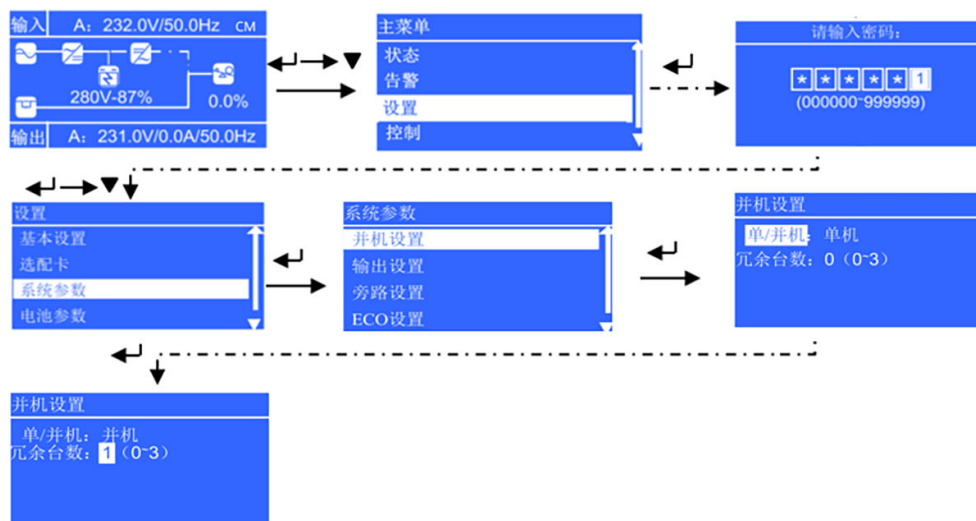 输入 A: 232.0V/50.0Hz CM
280V-87%
0.0%
输出 A: 231.0V/0.0A/50.0Hz
主菜单
状态
告警
设置
控制
请输入密码:
*****1
(000000~999999)
设置
基本设置
选配卡
系统参数
电池参数
系统参数
并机设置
输出设置
旁路设置
ECO设置
并机设置
单/并机: 单机
冗余台数: 0（0~3）
并机设置
单/并机: 并机
冗余台数: 1（0~3）